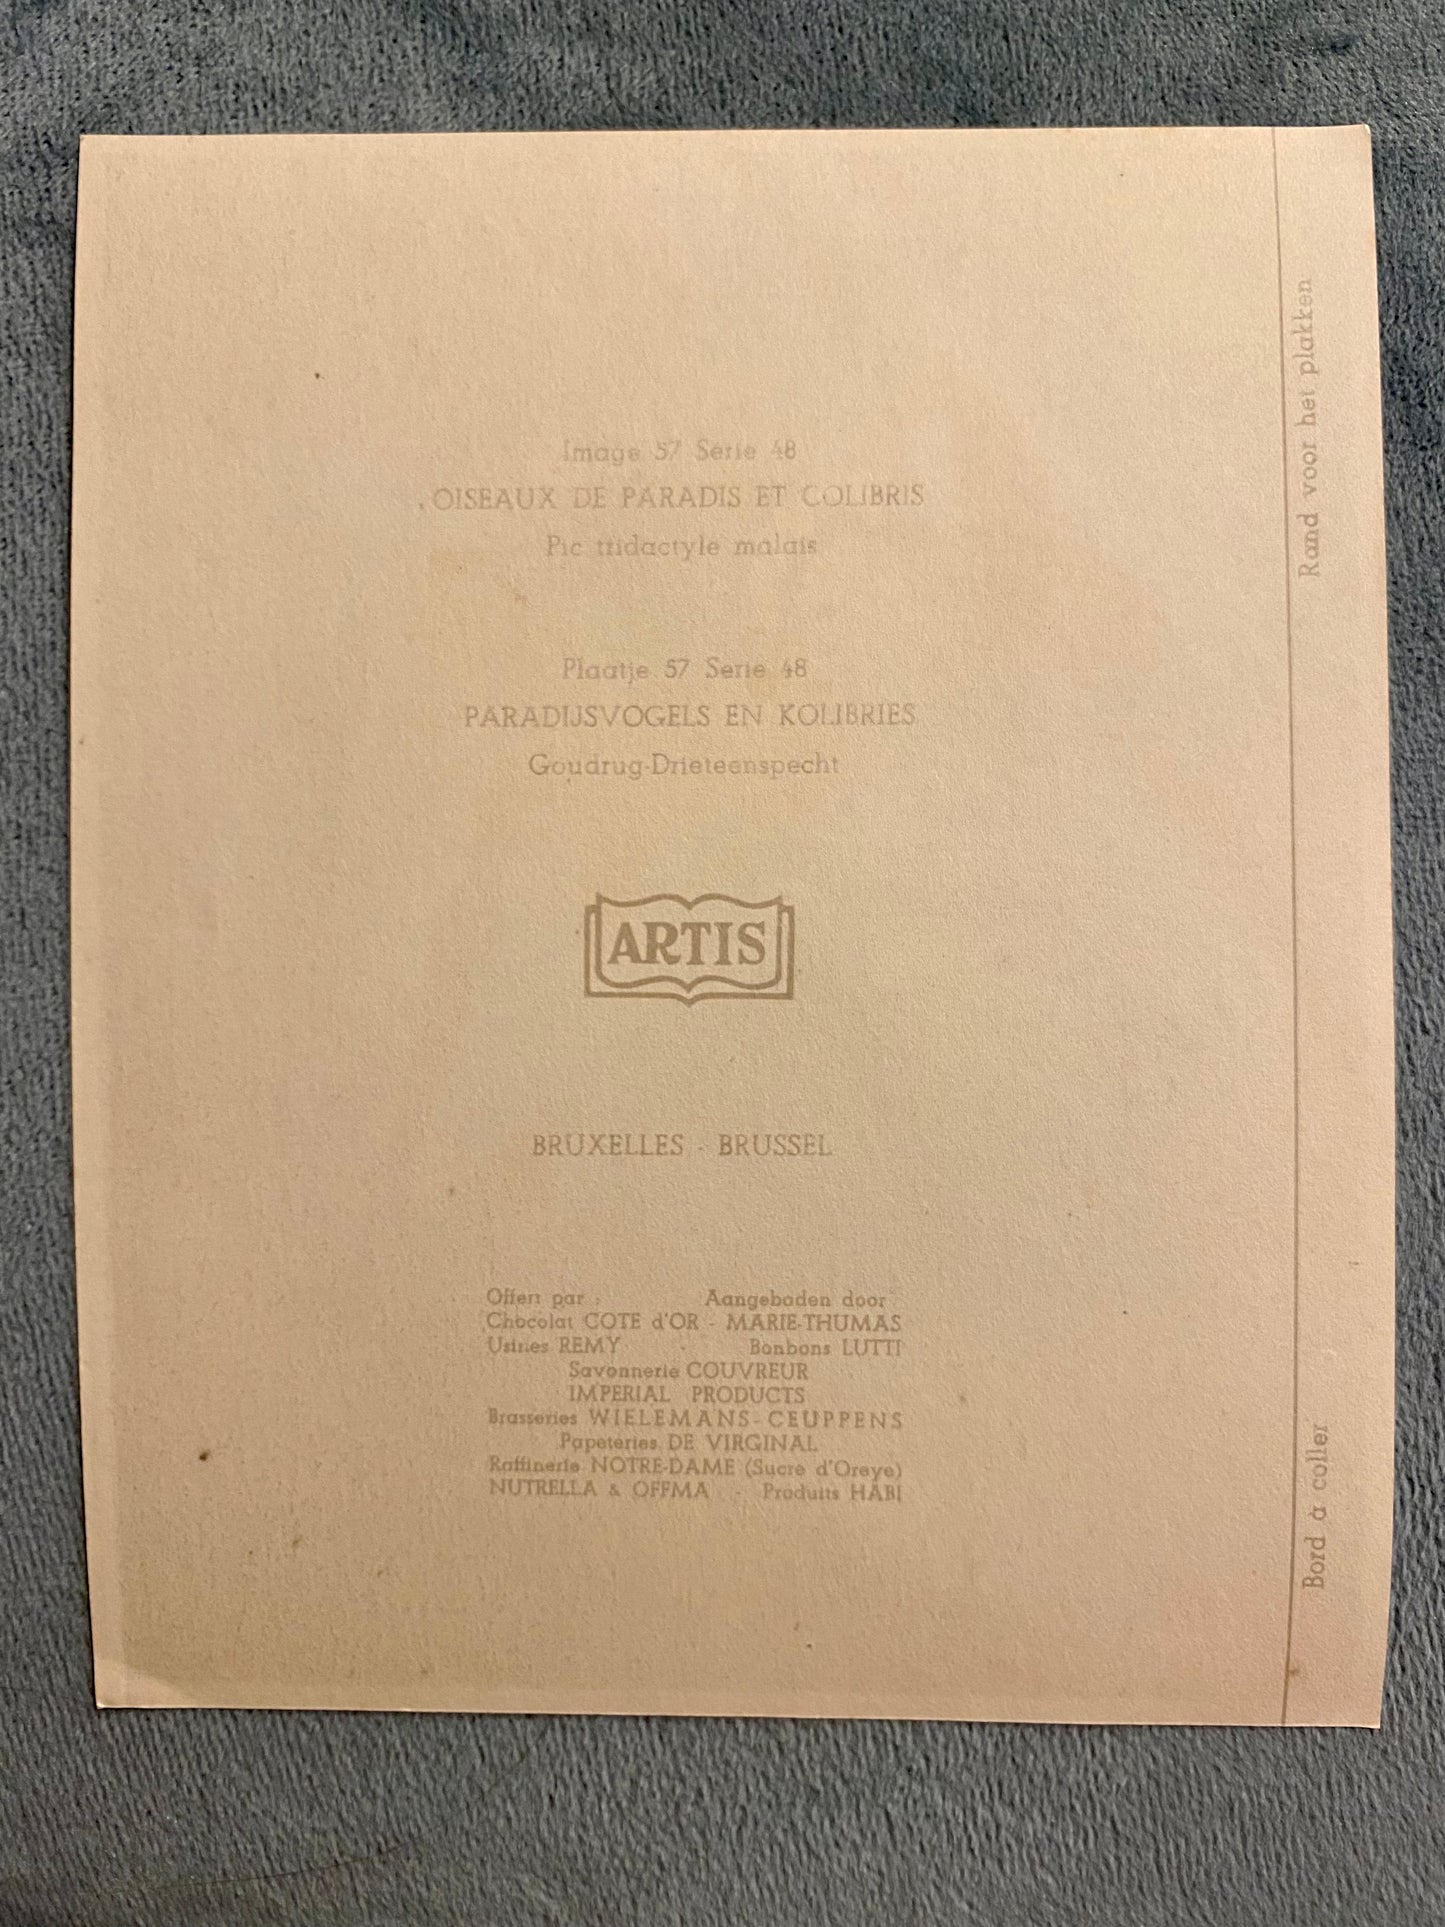 Image 57 Serie 48
OISEAUX DE PARADIS ET COLIBRIS
Pic tridactyle malais
Plaatje 57 Serie 48
PARADIJSVOGELS EN KOLIBRIES
Goudrug-Drieteenspecht
ARTIS
BRUXELLES - BRUSSEL
Offert par : Aangeboden door
Chocolat COTE d'OR - MARIE-THUMAS
Usines REMY - Bonbons LUTTI
Savonnerie COUVREUR
IMPERIAL PRODUCTS
Brasseries WIELEMANS-CEUPPENS
Papeteries DE VIRGINAL
Raffinerie NOTRE-DAME (Sucre d'Oreye)
NUTRELLA & OFFMA - Produits HABI
Rand voor het plakken
Bord à coller